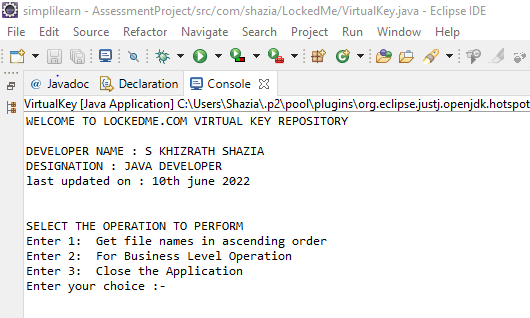 simplilearn - AssessmentProject/src/com/shazia/LockedMe/VirtualKey.java - Eclipse IDE
File Edit Source Refactor Navigate Search Project Run Window Help
@ Javadoc Declaration Console
VirtualKey [Java Application] C:\Users\Shazia\.p2\pool\plugins\org.eclipse.justj.openjdk.hotspot
WELCOME TO LOCKEDME.COM VIRTUAL KEY REPOSITORY
DEVELOPER NAME : S KHIZRATH SHAZIA
DESIGNATION : JAVA DEVELOPER
last updated on : 10th june 2022
SELECT THE OPERATION TO PERFORM
Enter 1:  Get file names in ascending order
Enter 2:  For Business Level Operation
Enter 3:  Close the Application
Enter your choice :-